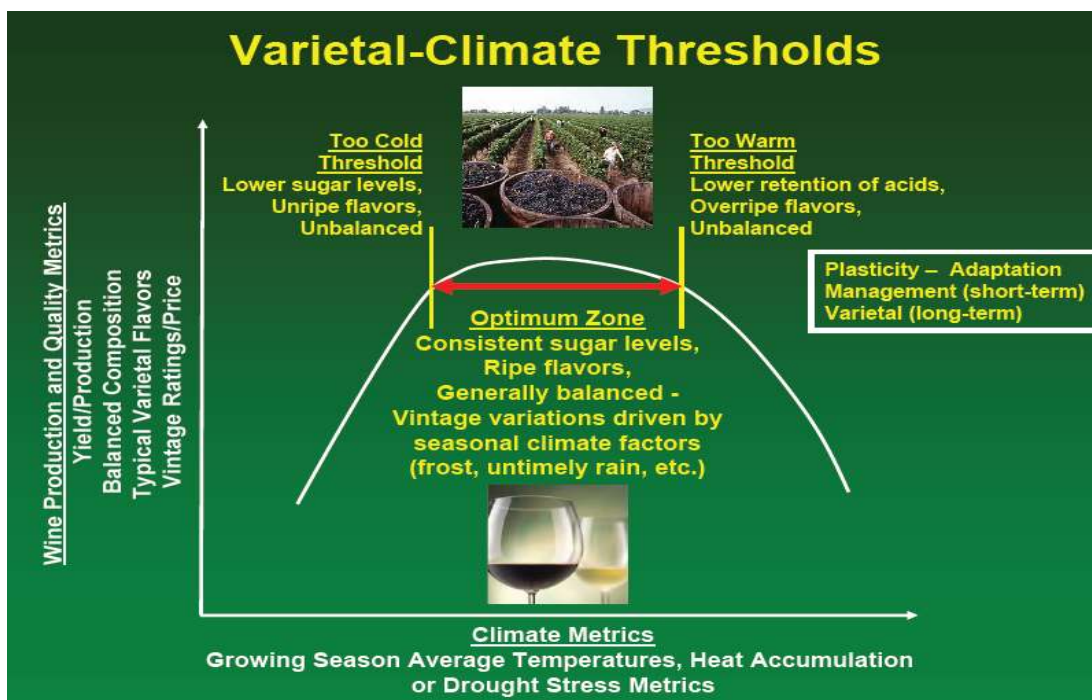 Varietal-Climate Thresholds
Too Cold
Threshold
Lower sugar levels,
Unripe flavors,
Unbalanced
Too Warm
Threshold
Lower retention of acids,
Overripe flavors,
Unbalanced
Plasticity – Adaptation
Management (short-term)
Varietal (long-term)
Optimum Zone
Consistent sugar levels,
Ripe flavors,
Generally balanced -
Vintage variations driven by
seasonal climate factors
(frost, untimely rain, etc.)
Wine Production and Quality Metrics
Yield/Production
Balanced Composition
Typical Varietal Flavors
Vintage Ratings/Price
Climate Metrics
Growing Season Average Temperatures, Heat Accumulation
or Drought Stress Metrics